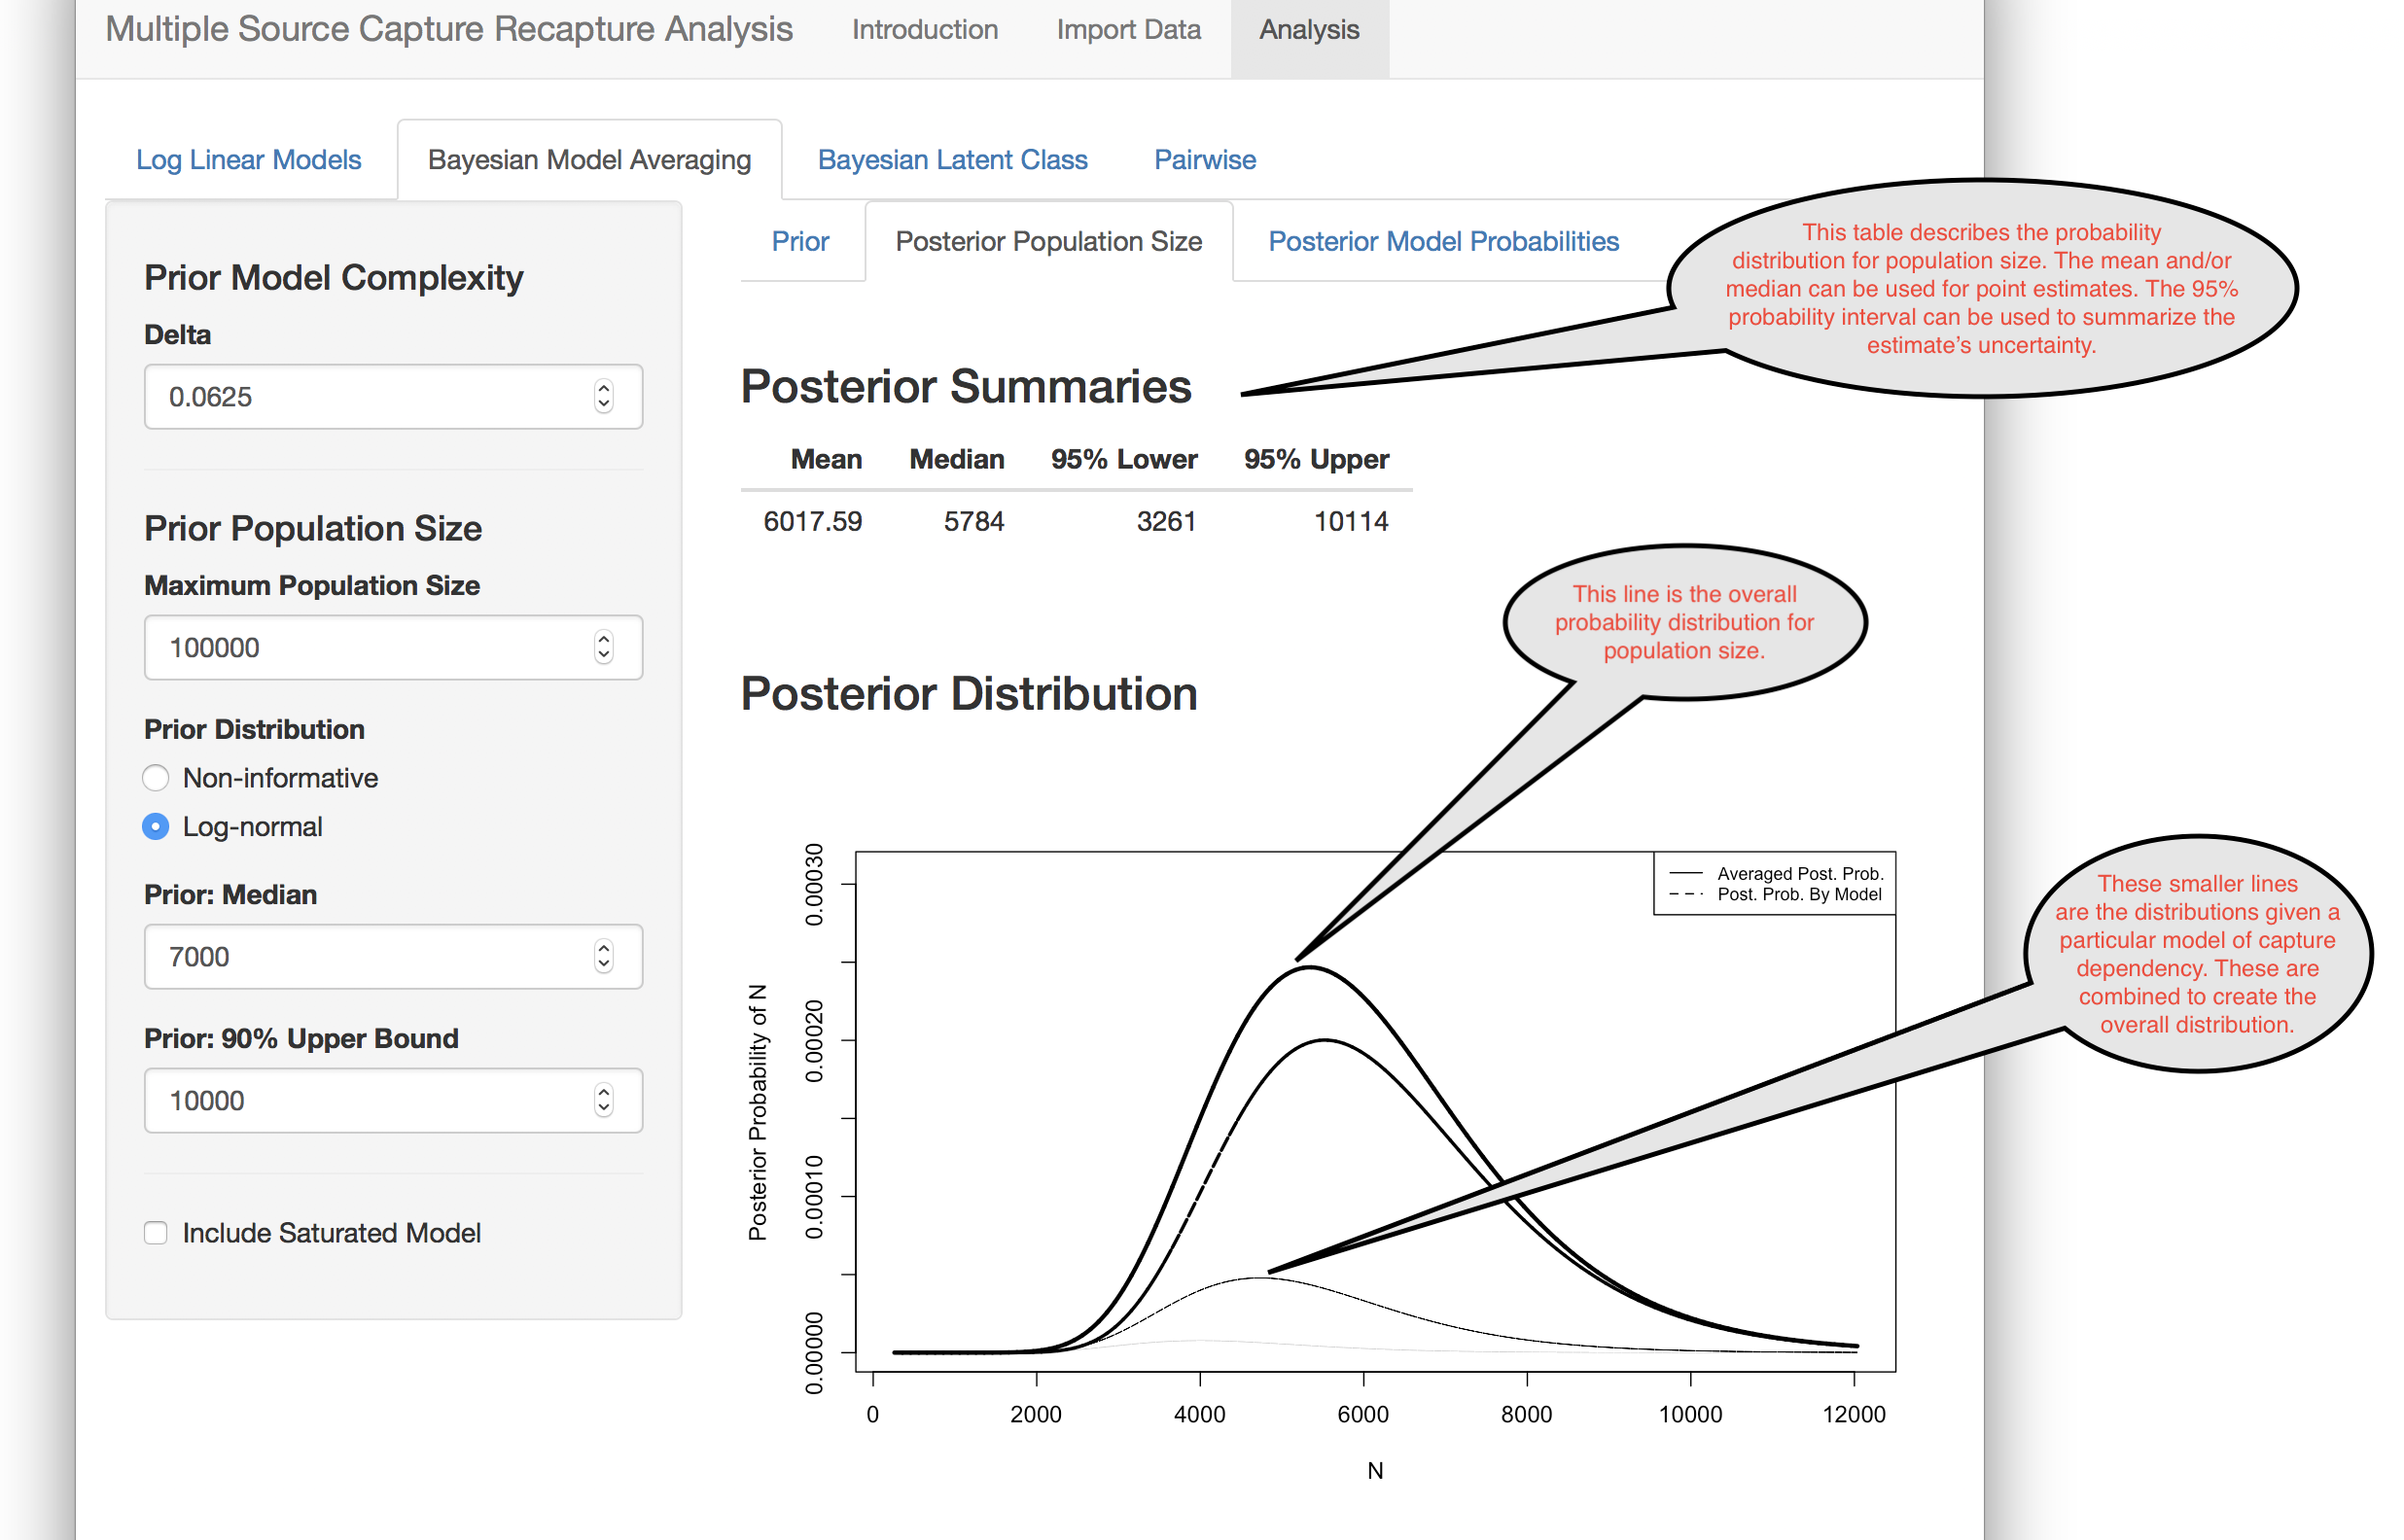 Multiple Source Capture Recapture Analysis Introduction Import Data Analysis
Log Linear Models Bayesian Model Averaging Bayesian Latent Class Pairwise
Prior Model Complexity
Delta
0.0625
Prior Population Size
Maximum Population Size
100000
Prior Distribution
Non-informative
Log-normal
Prior: Median
7000
Prior: 90% Upper Bound
10000
Include Saturated Model
Prior Posterior Population Size Posterior Model Probabilities
This table describes the probability
distribution for population size. The mean and/or
median can be used for point estimates. The 95%
probability interval can be used to summarize the
estimate’s uncertainty.
Posterior Summaries
Mean Median 95% Lower 95% Upper
6017.59 5784 3261 10114
This line is the overall
probability distribution for
population size.
Posterior Distribution
Averaged Post. Prob.
Post. Prob. By Model
These smaller lines
are the distributions given a
particular model of capture
dependency. These are
combined to create the
overall distribution.
Posterior Probability of N
0.00030
0.00020
0.00010
0.00000
0 2000 4000 6000 8000 10000 12000
N